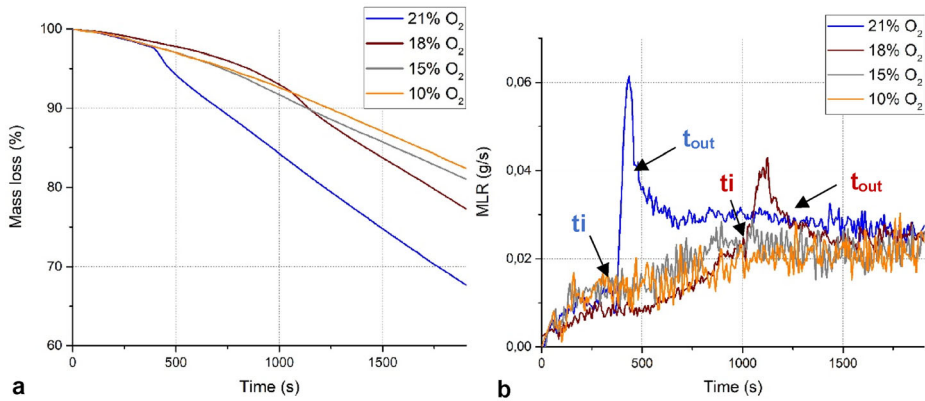 21% O2
18% O2
15% O2
10% O2
100
90
80
70
60
Mass loss (%)
0
500
1000
1500
Time (s)
a
21% O2
18% O2
15% O2
10% O2
0,06
0,04
0,02
0,00
MLR (g/s)
tout
ti
ti
tout
0
500
1000
1500
Time (s)
b